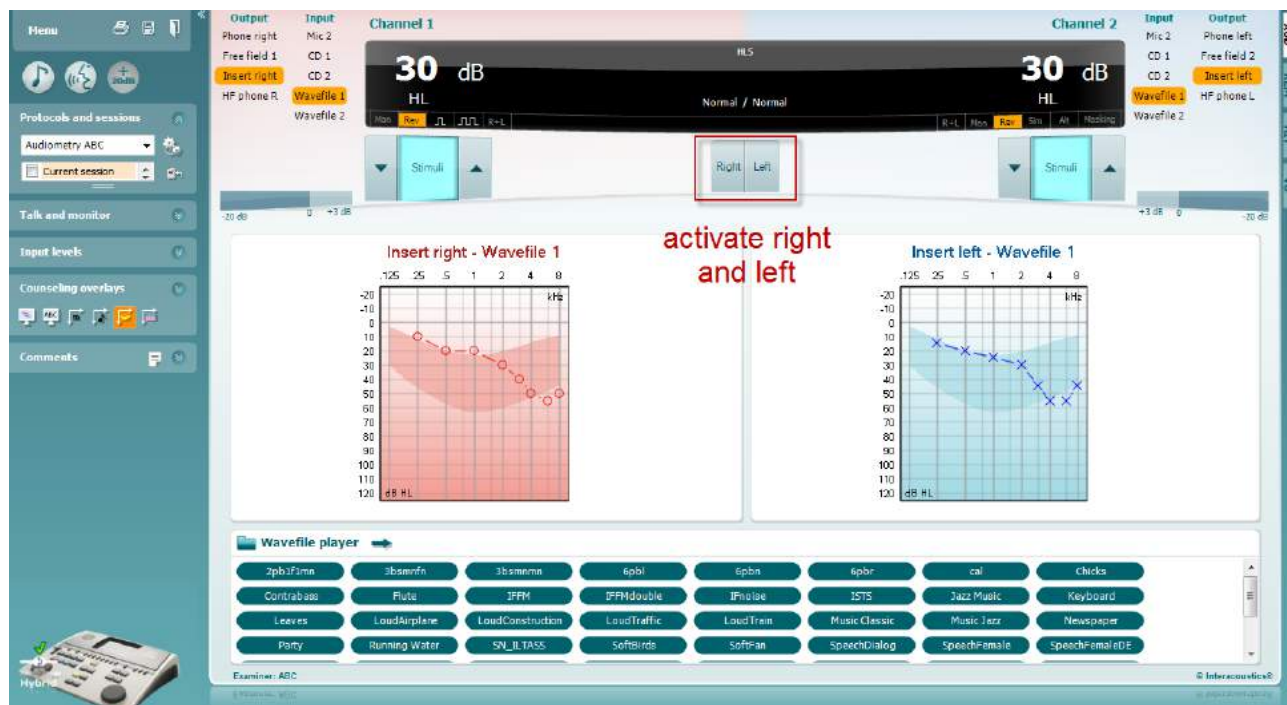 Menu
Output Input Channel 1 Channel 2 Input Output
Phone right Mic 2 Mic 2 Phone left
Free field 1 CD 1 HLS CD 1 Free field 2
Insert right CD 2 30 dB 30 dB CD 2 Insert left
HF phone R Wavefile 1 HL Normal / Normal HL Wavefile 1 HF phone L
Wavefile 2 Man Rev R+L R+L Man Rev Sim Alt Masking Wavefile 2
Protocols and sessions
Audiometry ABC
Current session
Stimuli Right Left Stimuli
Talk and monitor
-20 dB 0 +3 dB +3 dB 0 -20 dB
activate right
and left
Input levels
Insert right - Wavefile 1 Insert left - Wavefile 1
.125 .25 .5 1 2 4 8 .125 .25 .5 1 2 4 8
kHz kHz
Counseling overlays
Comments
-20 -20
-10 -10
0 0
10 10
20 20
30 30
40 40
50 50
60 60
70 70
80 80
90 90
100 100
110 110
120 dB HL 120 dB HL
Wavefile player
2pb1f1mn 3bsmnfn 3bsmnmn 6pbl 6pbn 6pbr cal Chicks
Contrabass Flute IFFM IFFMdouble IFnoise ISTS Jazz Music Keyboard
Leaves LoudAirplane LoudConstruction LoudTraffic LoudTrain Music Classic Music Jazz Newspaper
Party Running Water SN_ILTASS SoftBirds SoftFan SpeechDialog SpeechFemale SpeechFemaleDE
Hybrid
Examiner: ABC © Interacoustics®